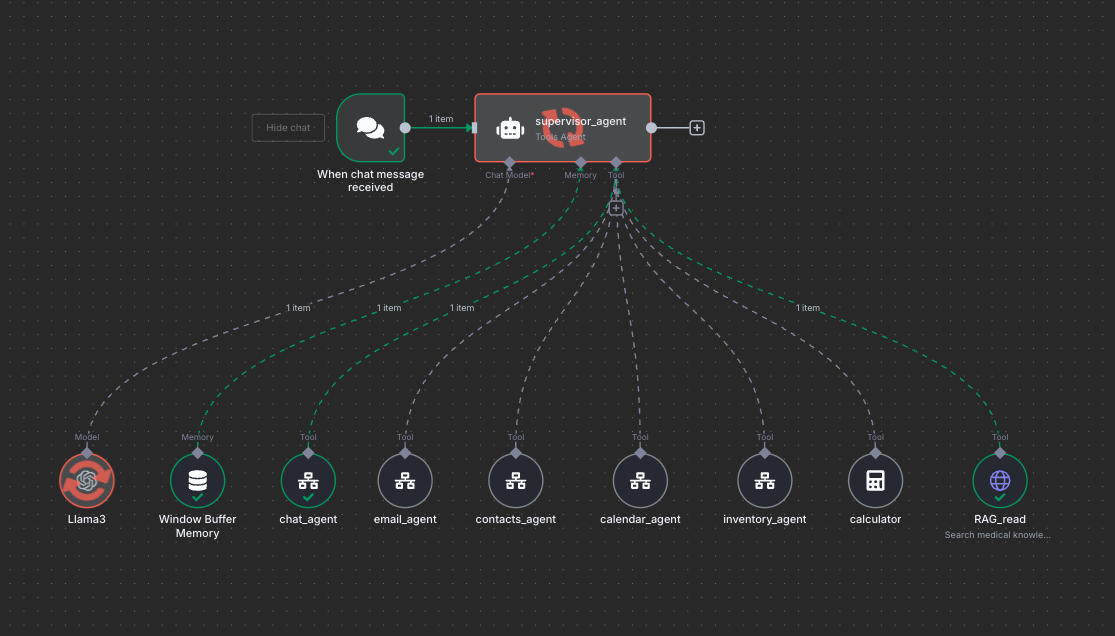 Hide chat
1 item
supervisor_agent
Tools Agent
When chat message
received
Chat Model*
Memory
Tool
1 item
1 item
1 item
1 item
Model
Memory
Tool
Tool
Tool
Tool
Tool
Tool
Tool
Llama3
Window Buffer
Memory
chat_agent
email_agent
contacts_agent
calendar_agent
inventory_agent
calculator
RAG_read
Search medical knowle...